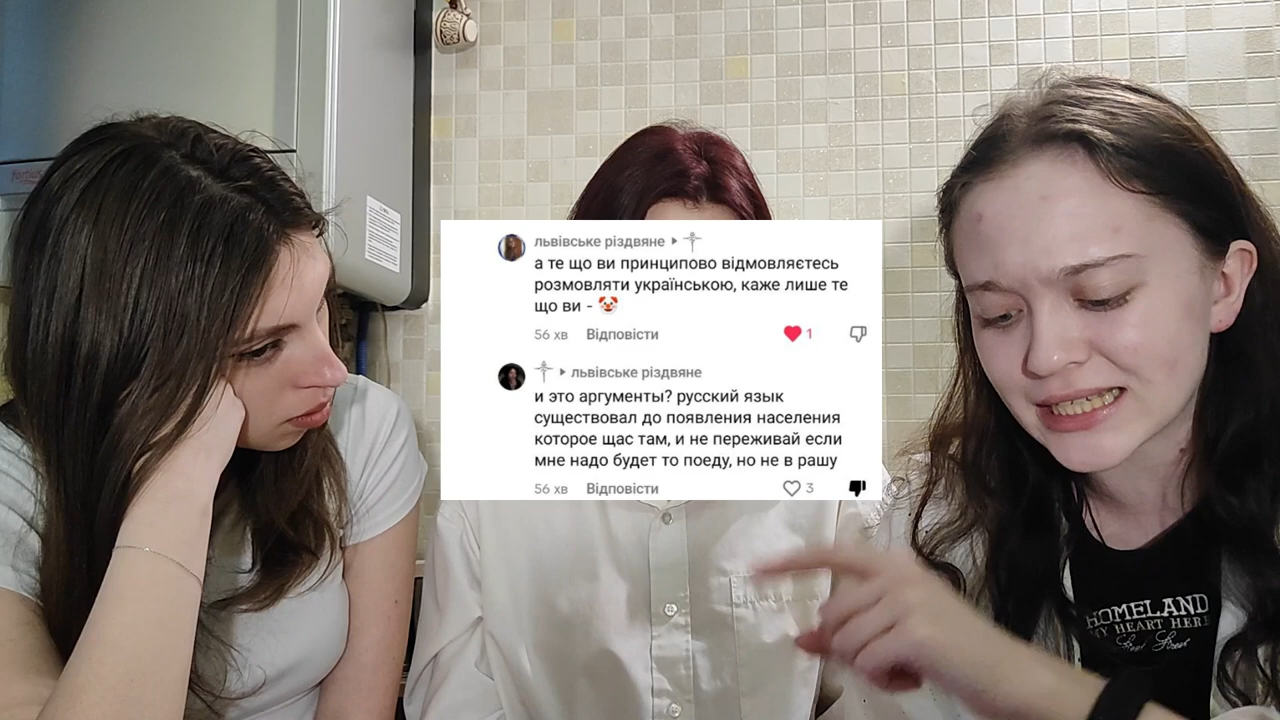 львівське різдвяне
а те що ви принципово відмовляєтесь
розмовляти українською, каже лише те
що ви - 🤡
56 хв Відповісти 1
львівське різдвяне
и это аргументы? русский язык
существовал до появления населения
которое щас там, и не переживай если
мне надо будет то поеду, но не в рашу
56 хв Відповісти 3
HOMELAND
MY HEART HERE